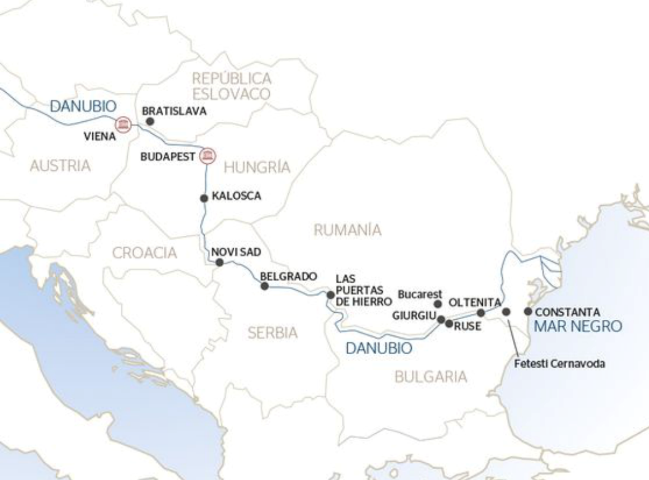 REPÚBLICA
ESLOVACO
DANUBIO
BRATISLAVA
VIENA
BUDAPEST
AUSTRIA
HUNGRÍA
KALOSCA
RUMANÍA
CROACIA
NOVI SAD
BELGRADO
LAS
PUERTAS
DE HIERRO
Bucarest
OLTENITA
GIURGIU
RUSE
CONSTANTA
MAR NEGRO
SERBIA
DANUBIO
Fetesti Cernavoda
BULGARIA